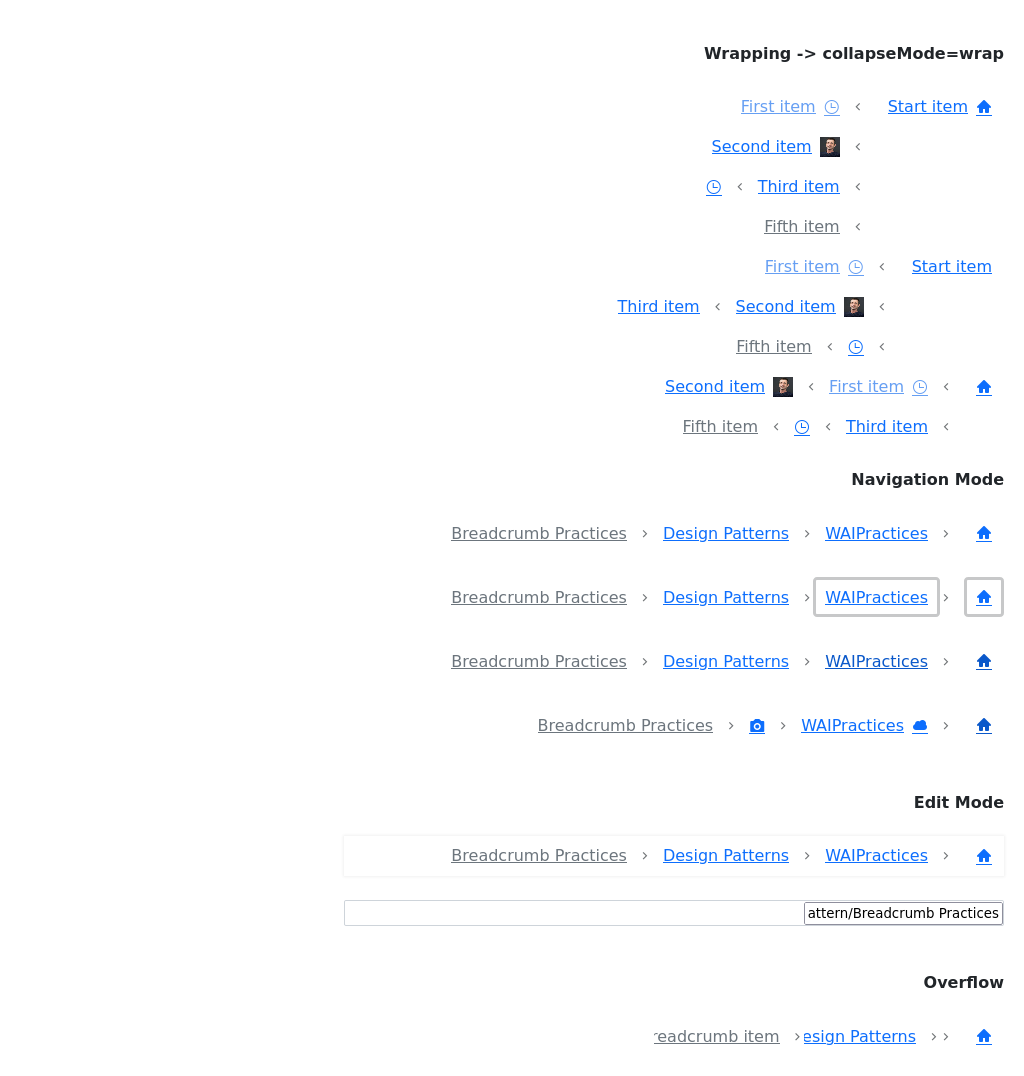 Wrapping -> collapseMode=wrap
Start item First item
Second item
Third item
Fifth item
Start item First item
Second item Third item
Fifth item
First item Second item
Third item Fifth item
Navigation Mode
WAIPractices Design Patterns Breadcrumb Practices
WAIPractices Design Patterns Breadcrumb Practices
WAIPractices Design Patterns Breadcrumb Practices
WAIPractices Breadcrumb Practices
Edit Mode
WAIPractices Design Patterns Breadcrumb Practices
attern/Breadcrumb Practices
Overflow
esign Patterns readcrumb item